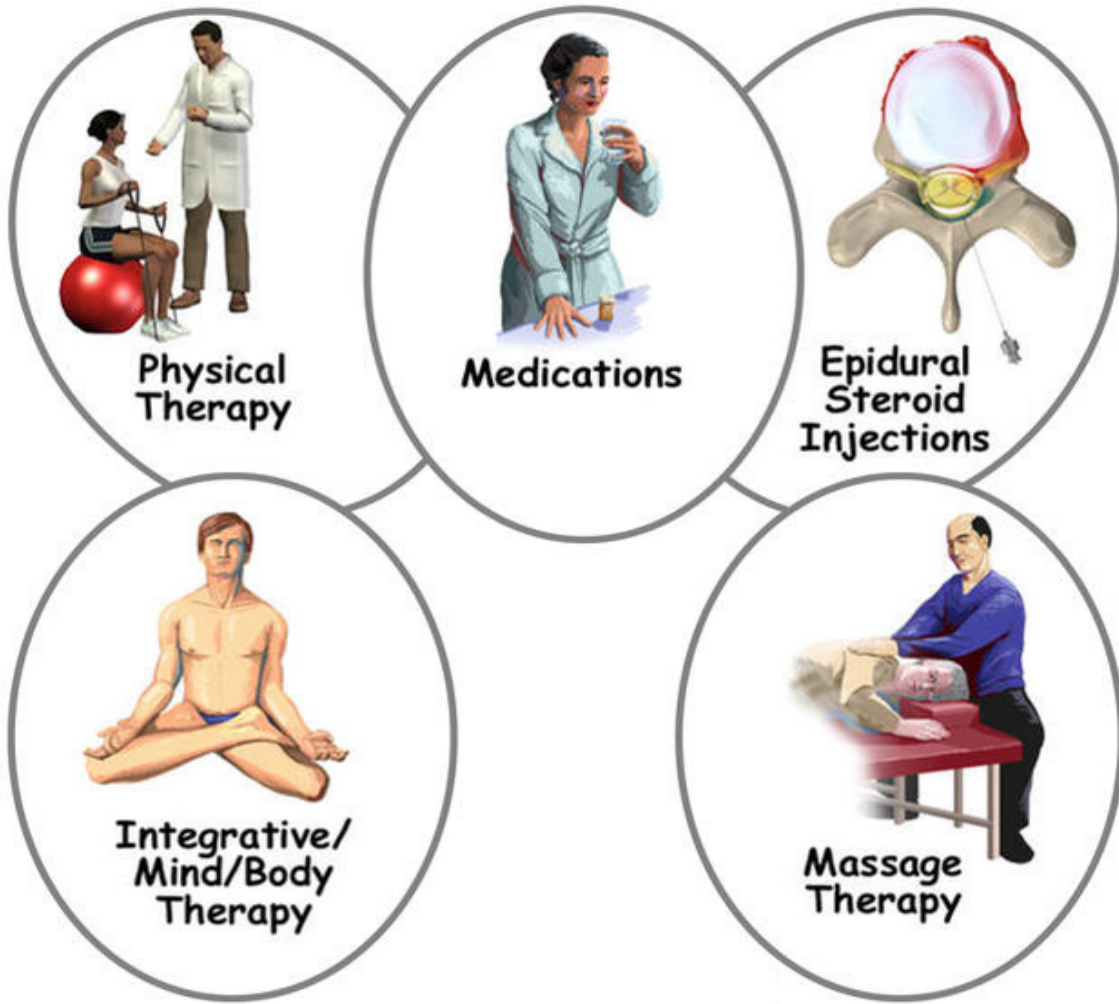 Physical
Therapy
Medications
Epidural
Steroid
Injections
Integrative/
Mind/Body
Therapy
Massage
Therapy